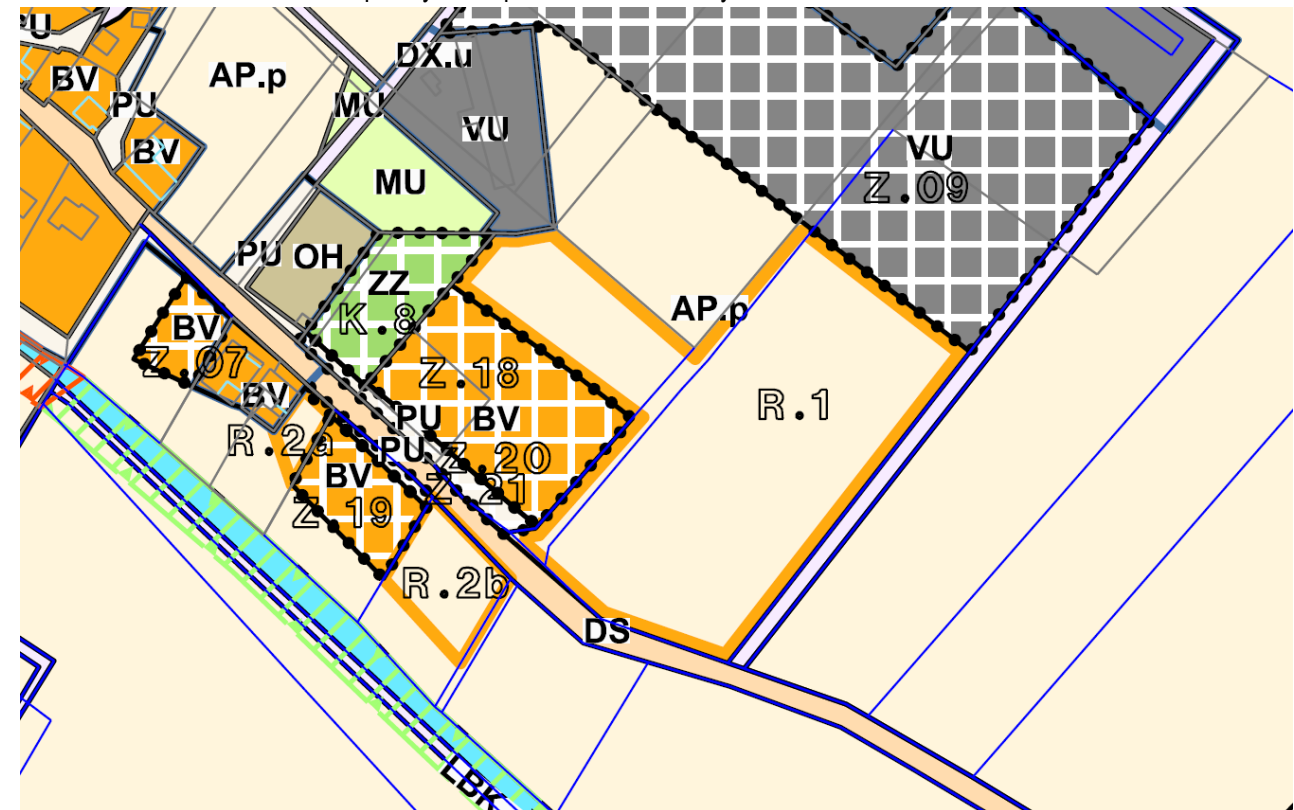 BV
PU
BV
AP.p
DX.u
MU
VU
MU
VU
Z.09
PU
OH
ZZ
K.8
AP.p
BV
Z.07
BV
Z.18
PU
BV
R.1
R.2a
PU
Z.20
BV
Z.21
Z.19
R.2b
DS
LBK